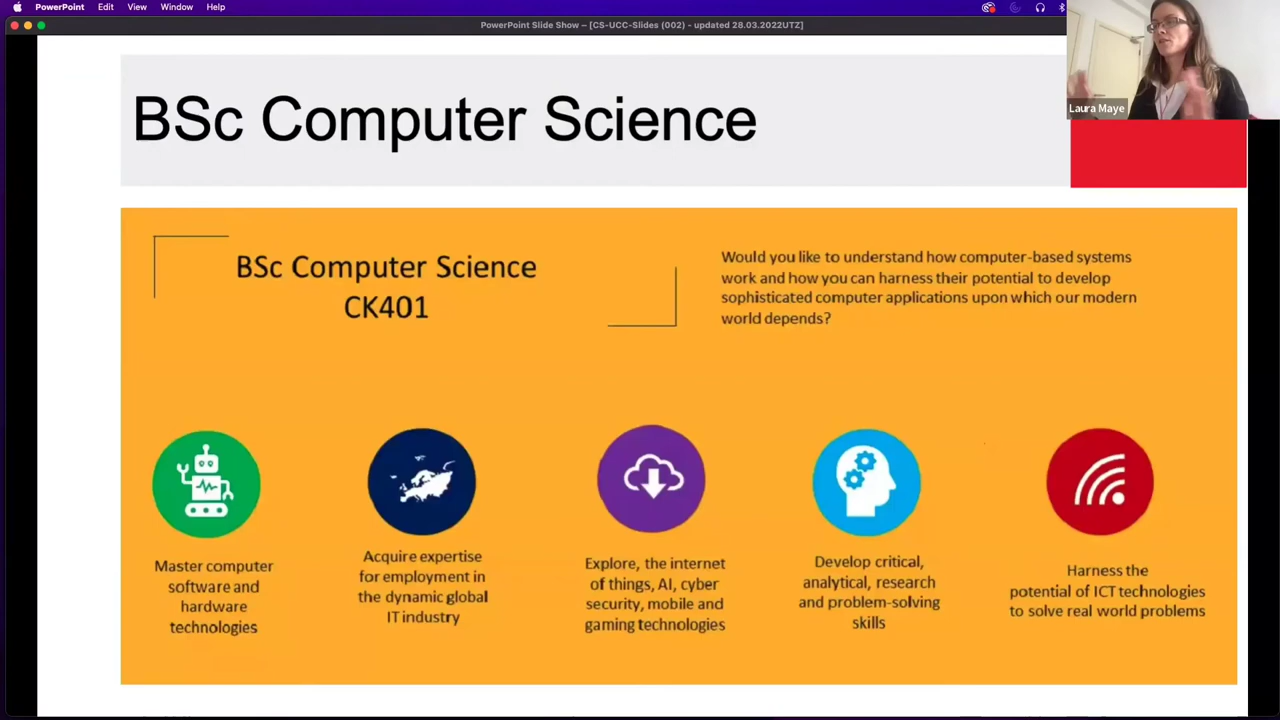 PowerPoint Edit View Window Help
PowerPoint Slide Show – [CS-UCC-Slides (002) - updated 28.03.2022UTZ]
Laura Maye
BSc Computer Science
BSc Computer Science
CK401
Would you like to understand how computer-based systems
work and how you can harness their potential to develop
sophisticated computer applications upon which our modern
world depends?
Master computer
software and
hardware
technologies
Acquire expertise
for employment in
the dynamic global
IT industry
Explore, the internet
of things, AI, cyber
security, mobile and
gaming technologies
Develop critical,
analytical, research
and problem-solving
skills
Harness the
potential of ICT technologies
to solve real world problems